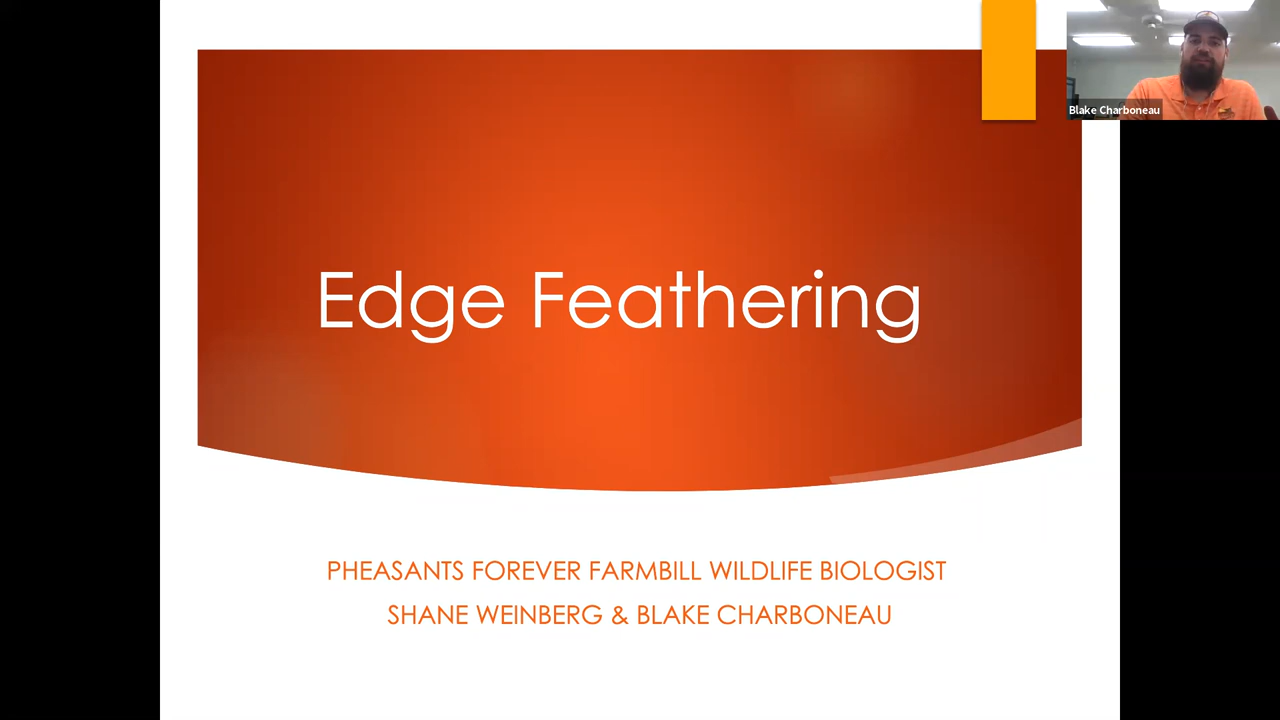 Blake Charboneau
Edge Feathering
PHEASANTS FOREVER FARMBILL WILDLIFE BIOLOGIST
SHANE WEINBERG & BLAKE CHARBONEAU